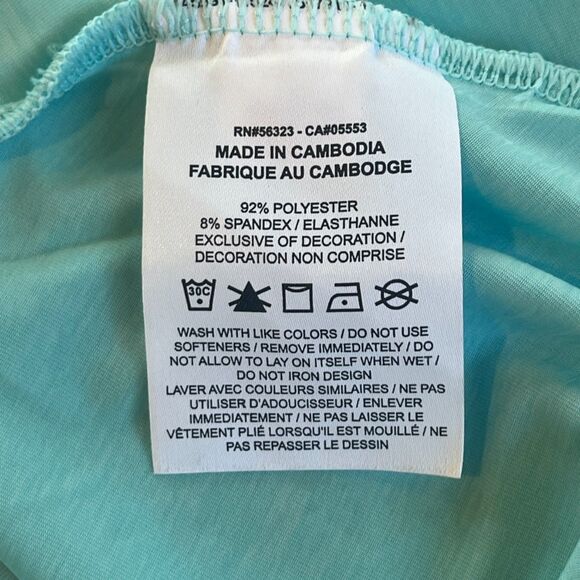 RN#56323 - CA#05553
MADE IN CAMBODIA
FABRIQUE AU CAMBODGE
92% POLYESTER
8% SPANDEX / ELASTHANNE
EXCLUSIVE OF DECORATION /
DECORATION NON COMPRISE
30C
WASH WITH LIKE COLORS / DO NOT USE
SOFTENERS / REMOVE IMMEDIATELY / DO
NOT ALLOW TO LAY ON ITSELF WHEN WET /
DO NOT IRON DESIGN
LAVER AVEC COULEURS SIMILAIRES / NE PAS
UTILISER D'ADOUCISSEUR / ENLEVER
IMMEDIATEMENT / NE PAS LAISSER LE
VÊTEMENT PLIÉ LORSQU'IL EST MOUILLÉ / NE
PAS REPASSER LE DESSIN